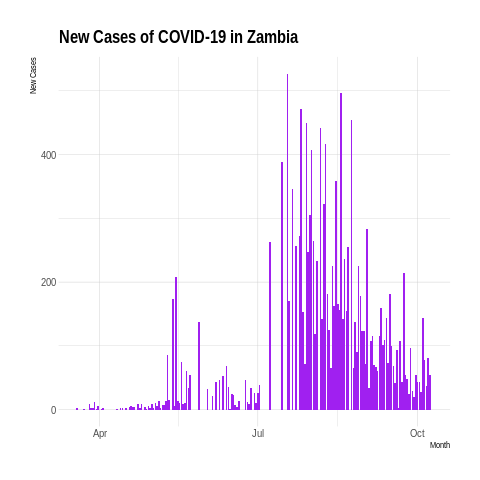 New Cases of COVID-19 in Zambia
New Cases
400
200
0
Apr
Jul
Oct
Month